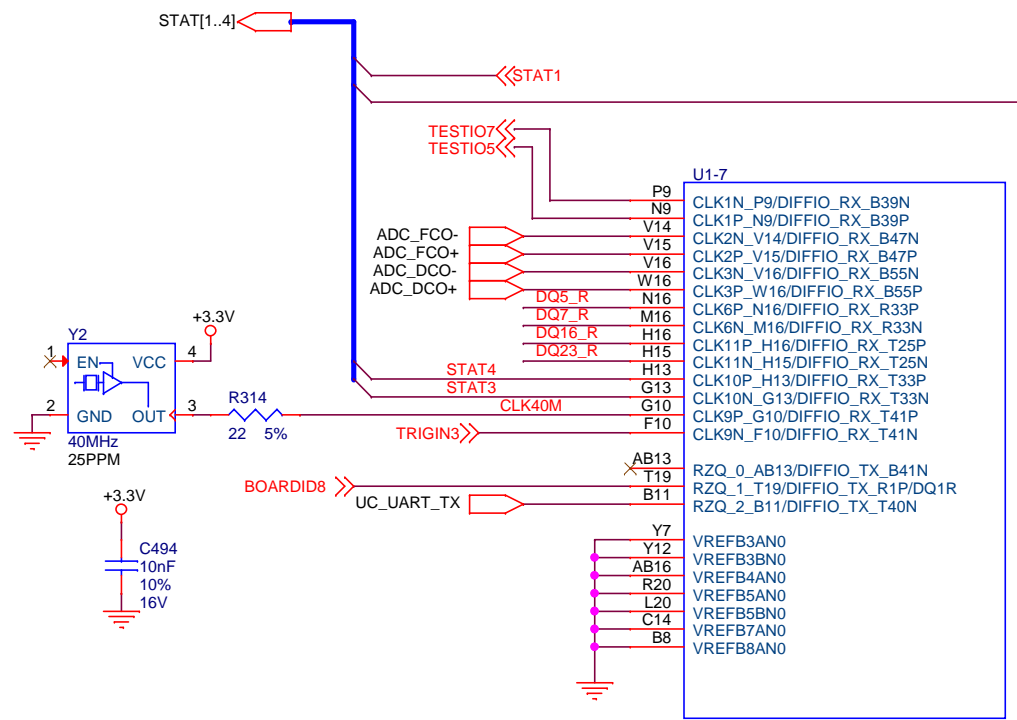 STAT[1..4]
STAT1
TESTIO7
TESTIO5
U1-7
P9 CLK1N_P9/DIFFIO_RX_B39N
N9 CLK1P_N9/DIFFIO_RX_B39P
ADC_FCO- V14 CLK2N_V14/DIFFIO_RX_B47N
ADC_FCO+ V15 CLK2P_V15/DIFFIO_RX_B47P
ADC_DCO- V16 CLK3N_V16/DIFFIO_RX_B55N
ADC_DCO+ W16 CLK3P_W16/DIFFIO_RX_B55P
DQ5_R N16 CLK6P_N16/DIFFIO_RX_R33P
DQ7_R M16 CLK6N_M16/DIFFIO_RX_R33N
DQ16_R H16 CLK11P_H16/DIFFIO_RX_T25P
DQ23_R H15 CLK11N_H15/DIFFIO_RX_T25N
STAT4 H13 CLK10P_H13/DIFFIO_RX_T33P
STAT3 G13 CLK10N_G13/DIFFIO_RX_T33N
CLK40M G10 CLK9P_G10/DIFFIO_RX_T41P
TRIGIN3 F10 CLK9N_F10/DIFFIO_RX_T41N
AB13 RZQ_0_AB13/DIFFIO_TX_B41N
BOARDID8 T19 RZQ_1_T19/DIFFIO_TX_R1P/DQ1R
UC_UART_TX B11 RZQ_2_B11/DIFFIO_TX_T40N
Y7 VREFB3AN0
Y12 VREFB3BN0
AB16 VREFB4AN0
R20 VREFB5AN0
L20 VREFB5BN0
C14 VREFB7AN0
B8 VREFB8AN0
+3.3V
Y2
1 EN VCC 4
2 GND OUT 3
40MHz
25PPM
R314
22 5%
+3.3V
C494
10nF
10%
16V